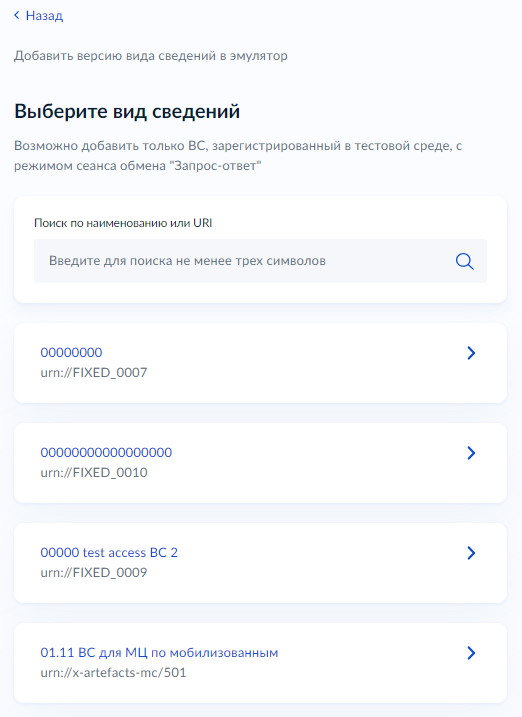 Назад
Добавить версию вида сведений в эмулятор
Выберите вид сведений
Возможно добавить только ВС, зарегистрированный в тестовой среде, с
режимом сеанса обмена "Запрос-ответ"
Поиск по наименованию или URI
Введите для поиска не менее трех символов
00000000
urn://FIXED_0007
00000000000000000
urn://FIXED_0010
00000 test access ВС 2
urn://FIXED_0009
01.11 ВС для МЦ по мобилизованным
urn://x-artefacts-mc/501